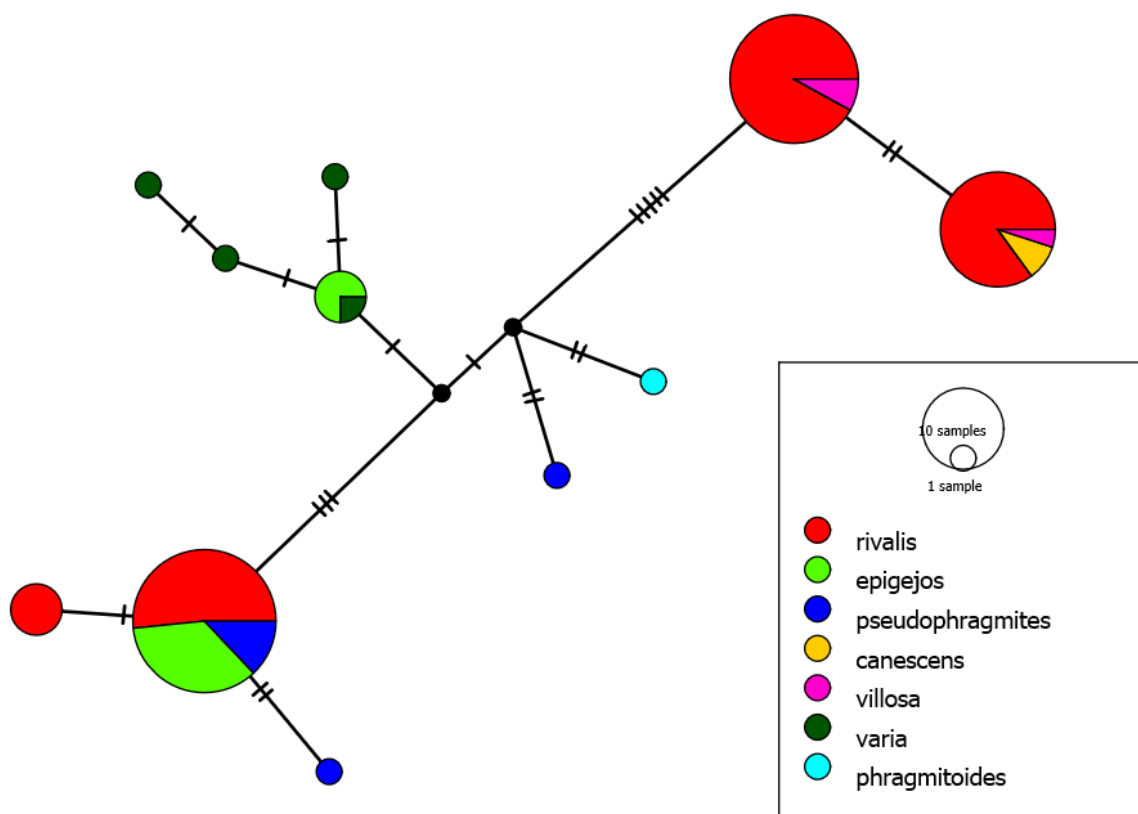 10 samples
1 sample
rivalis
epigejos
pseudophragmites
canescens
villosa
varia
phragmitoides